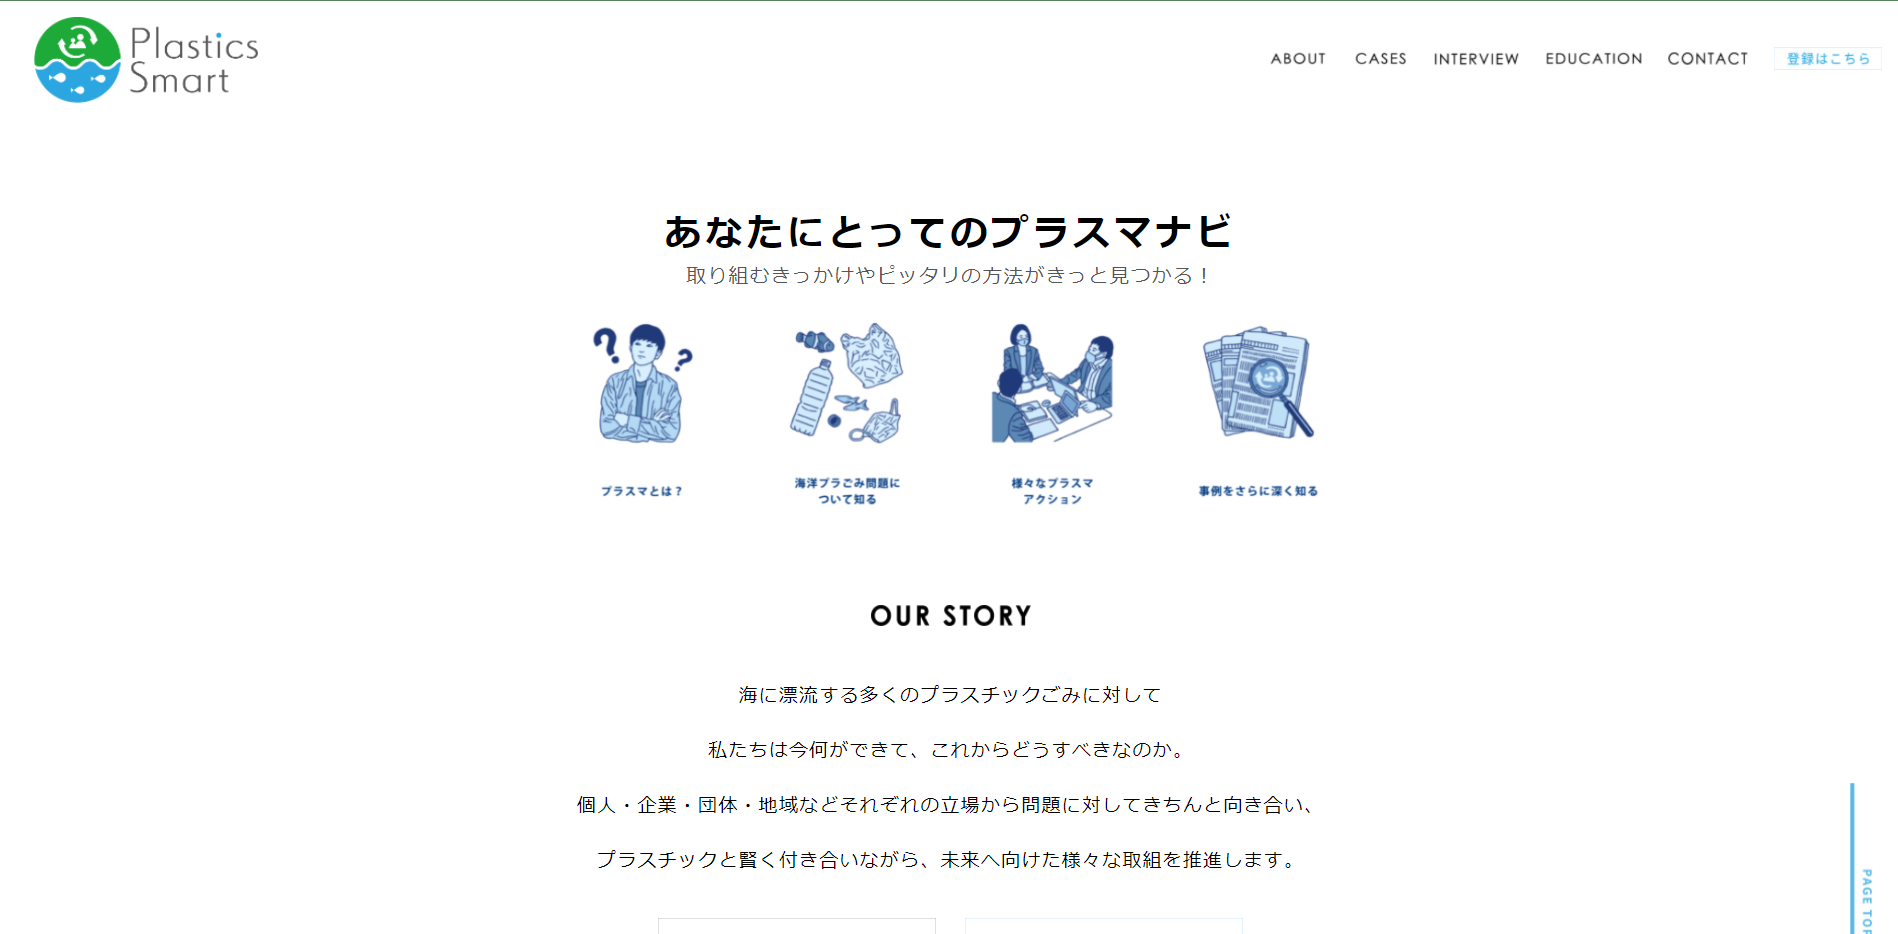 Plastics
Smart
ABOUT
CASES
INTERVIEW
EDUCATION
CONTACT
登録はこちら
あなたにとってのプラスマナビ
取り組むきっかけやピッタリの方法がきっと見つかる！
プラスマとは？
海洋プラごみ問題に
ついて知る
様々なプラスマ
アクション
事例をさらに深く知る
OUR STORY
海に漂流する多くのプラスチックごみに対して
私たちは今何ができて、これからどうすべきなのか。
個人・企業・団体・地域などそれぞれの立場から問題に対してきちんと向き合い、
プラスチックと賢く付き合いながら、未来へ向けた様々な取組を推進します。
PAGE TOP